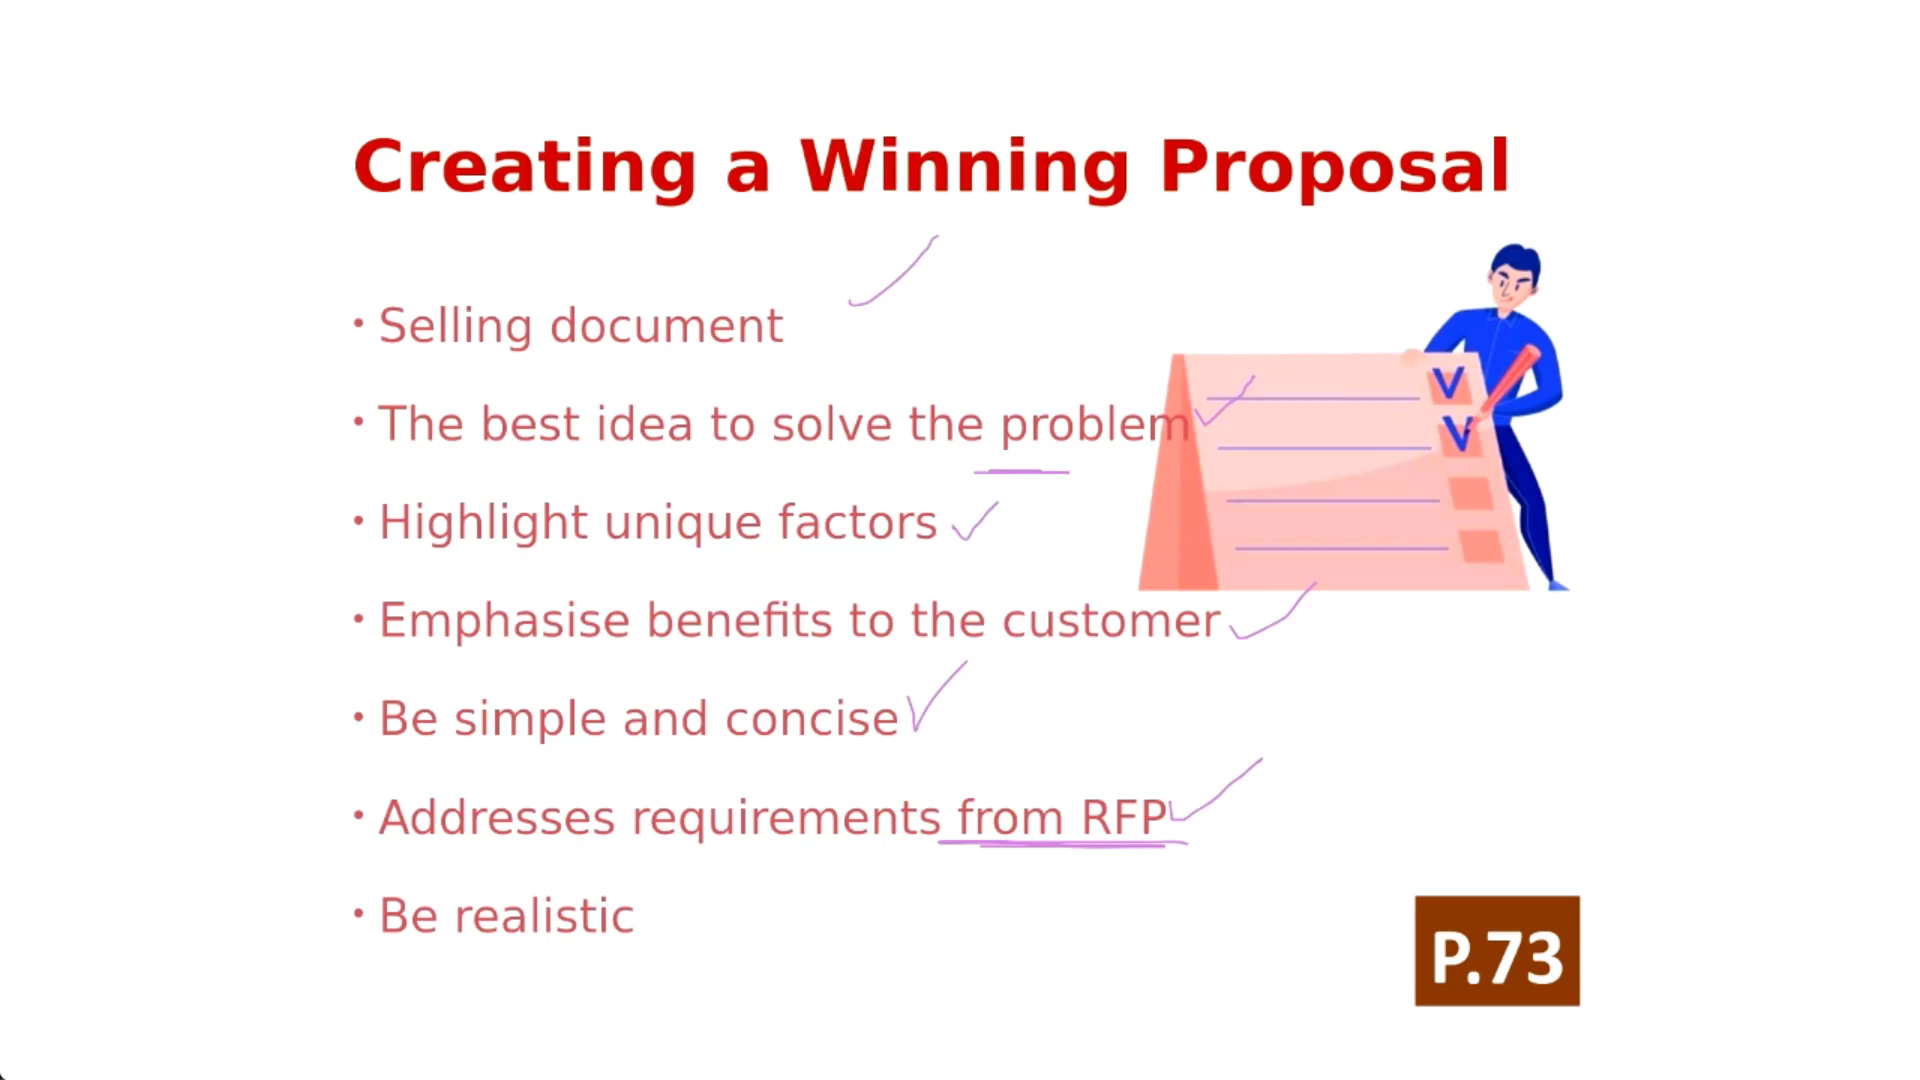 Creating a Winning Proposal
• Selling document
• The best idea to solve the problem
• Highlight unique factors
• Emphasise benefits to the customer
• Be simple and concise
• Addresses requirements from RFP
• Be realistic
P.73